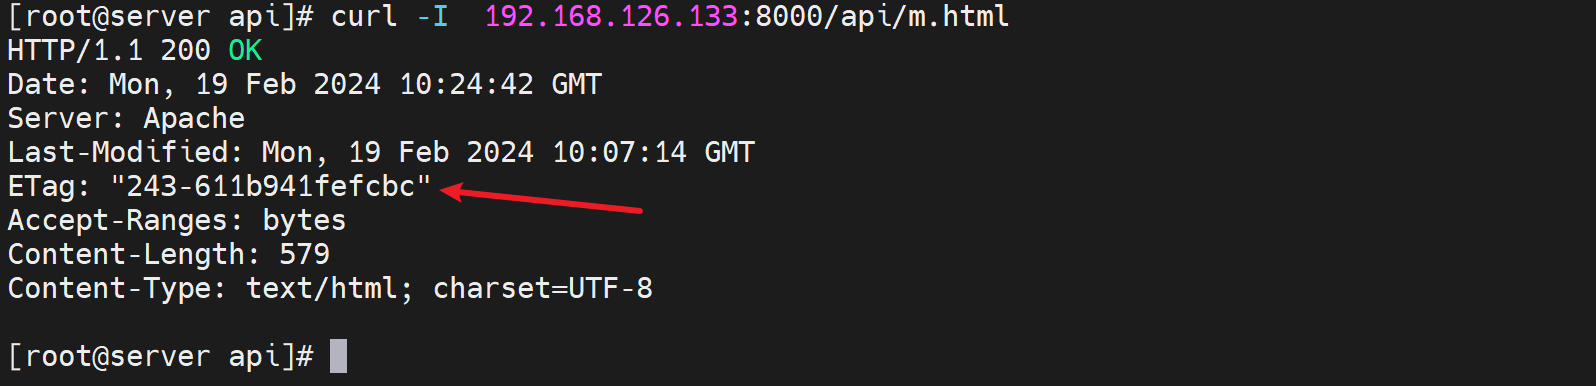 [root@server api]# curl -I  192.168.126.133:8000/api/m.html
HTTP/1.1 200 OK
Date: Mon, 19 Feb 2024 10:24:42 GMT
Server: Apache
Last-Modified: Mon, 19 Feb 2024 10:07:14 GMT
ETag: "243-611b941fefcbc"
Accept-Ranges: bytes
Content-Length: 579
Content-Type: text/html; charset=UTF-8
[root@server api]#